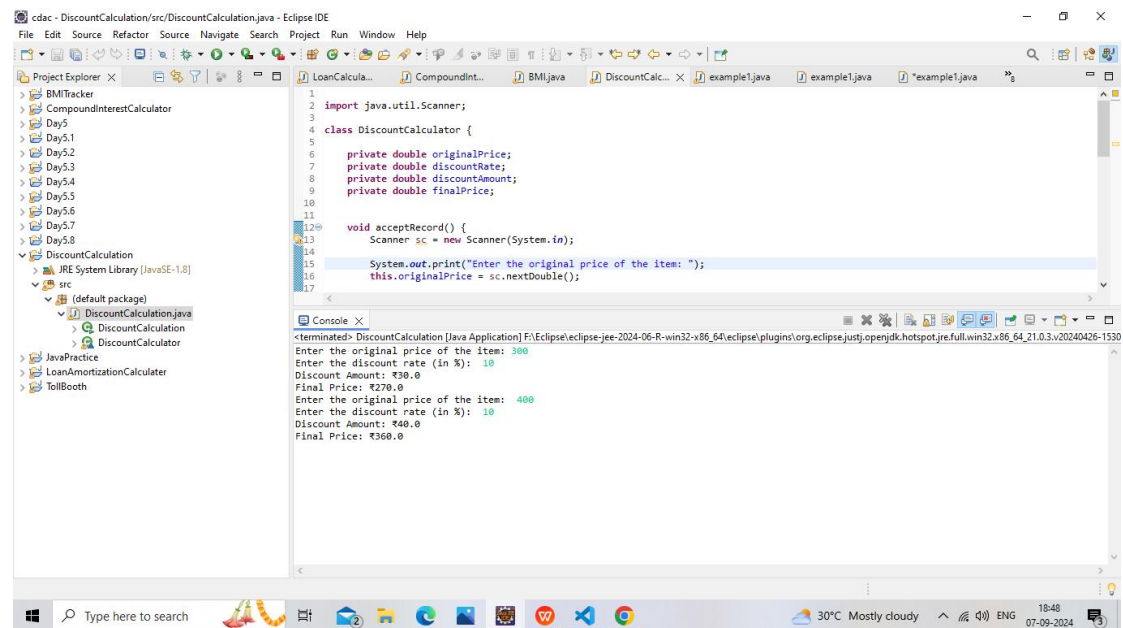 cdac - DiscountCalculation/src/DiscountCalculation.java - Eclipse IDE
File Edit Source Refactor Source Navigate Search Project Run Window Help
Project Explorer
LoanCalcula... CompoundInt... BMI.java DiscountCalc... example1.java example1.java *example1.java »8
BMITracker
CompoundInterestCalculator
Day5
Day5.1
Day5.2
Day5.3
Day5.4
Day5.5
Day5.6
Day5.7
Day5.8
DiscountCalculation
JRE System Library [JavaSE-1.8]
src
(default package)
DiscountCalculation.java
DiscountCalculation
DiscountCalculator
JavaPractice
LoanAmortizationCalculater
TollBooth
1
2 import java.util.Scanner;
3
4 class DiscountCalculator {
5
6 private double originalPrice;
7 private double discountRate;
8 private double discountAmount;
9 private double finalPrice;
10
11
12 void acceptRecord() {
13 Scanner sc = new Scanner(System.in);
14
15 System.out.print("Enter the original price of the item: ");
16 this.originalPrice = sc.nextDouble();
17
Console
<terminated> DiscountCalculation [Java Application] F:\Eclipse\eclipse-jee-2024-06-R-win32-x86_64\eclipse\plugins\org.eclipse.justj.openjdk.hotspot.jre.full.win32.x86_64_21.0.3.v20240426-1530
Enter the original price of the item: 300
Enter the discount rate (in %): 10
Discount Amount: ₹30.0
Final Price: ₹270.0
Enter the original price of the item: 400
Enter the discount rate (in %): 10
Discount Amount: ₹40.0
Final Price: ₹360.0
Type here to search
2
30°C Mostly cloudy
ENG
18:48
07-09-2024
3